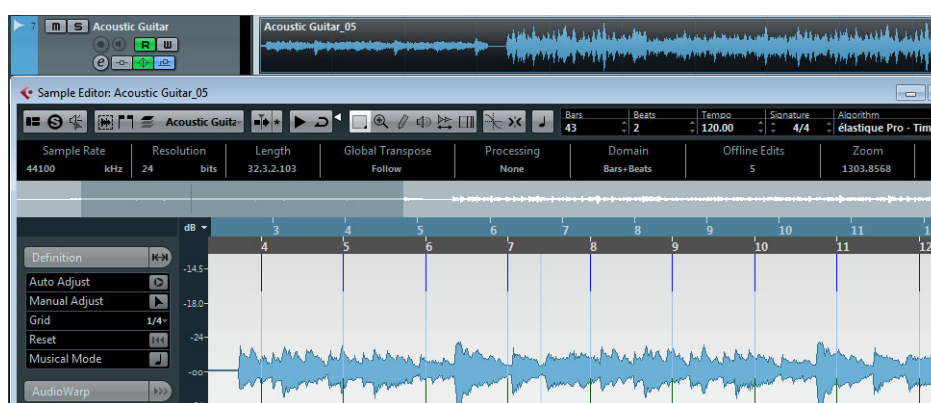 7 m S Acoustic Guitar
R W
e
Acoustic Guitar_05
Sample Editor: Acoustic Guitar_05
Acoustic Guita
Bars Beats Tempo Signature Algorithm
43 2 120.00 4/4 élastique Pro - Tim
Sample Rate Resolution Length Global Transpose Processing Domain Offline Edits Zoom
44100 kHz 24 bits 32.3.2.103 Follow None Bars+Beats 5 1303.8568
dB 3 4 5 6 7 8 9 10 11 1
4 5 6 7 8 9 10 11 12
Definition
-14.5
Auto Adjust
Manual Adjust
-18.0
Grid 1/4
Reset
-24
Musical Mode
-oo
AudioWarp